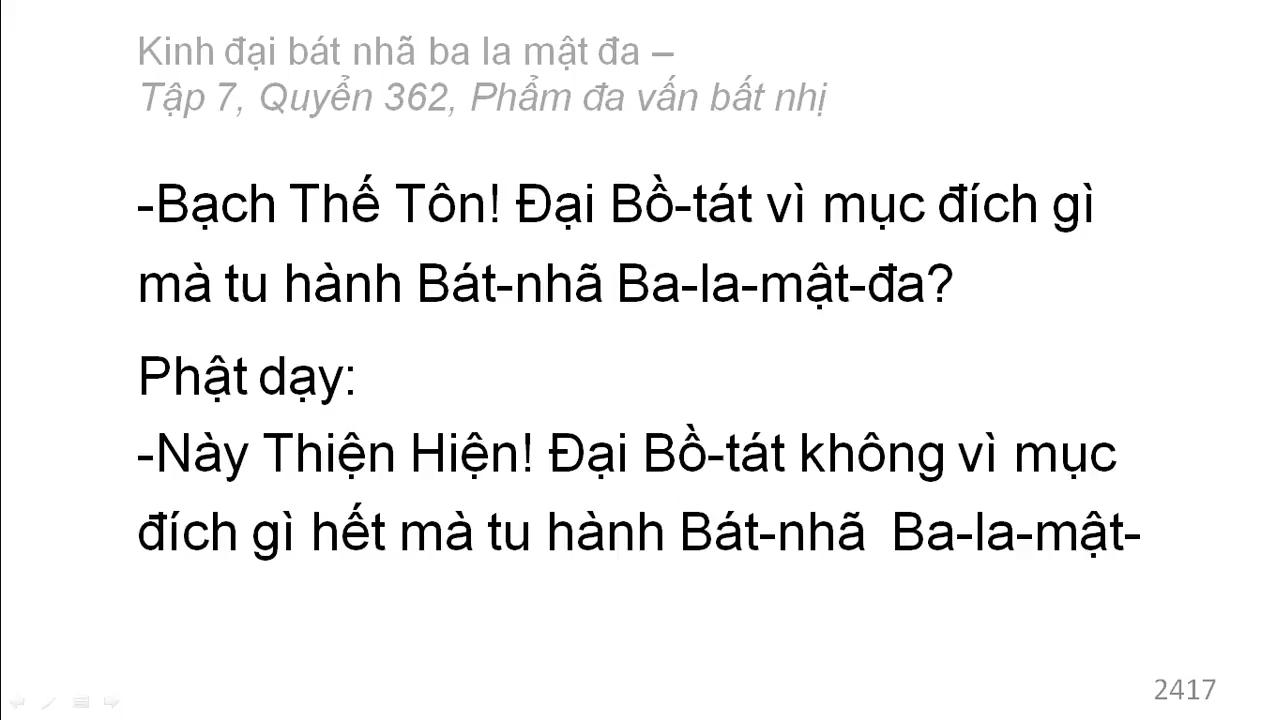 Kinh đại bát nhã ba la mật đa –
Tập 7, Quyển 362, Phẩm đa vấn bất nhị
-Bạch Thế Tôn! Đại Bồ-tát vì mục đích gì
mà tu hành Bát-nhã Ba-la-mật-đa?
Phật dạy:
-Này Thiện Hiện! Đại Bồ-tát không vì mục
đích gì hết mà tu hành Bát-nhã  Ba-la-mật-
2417